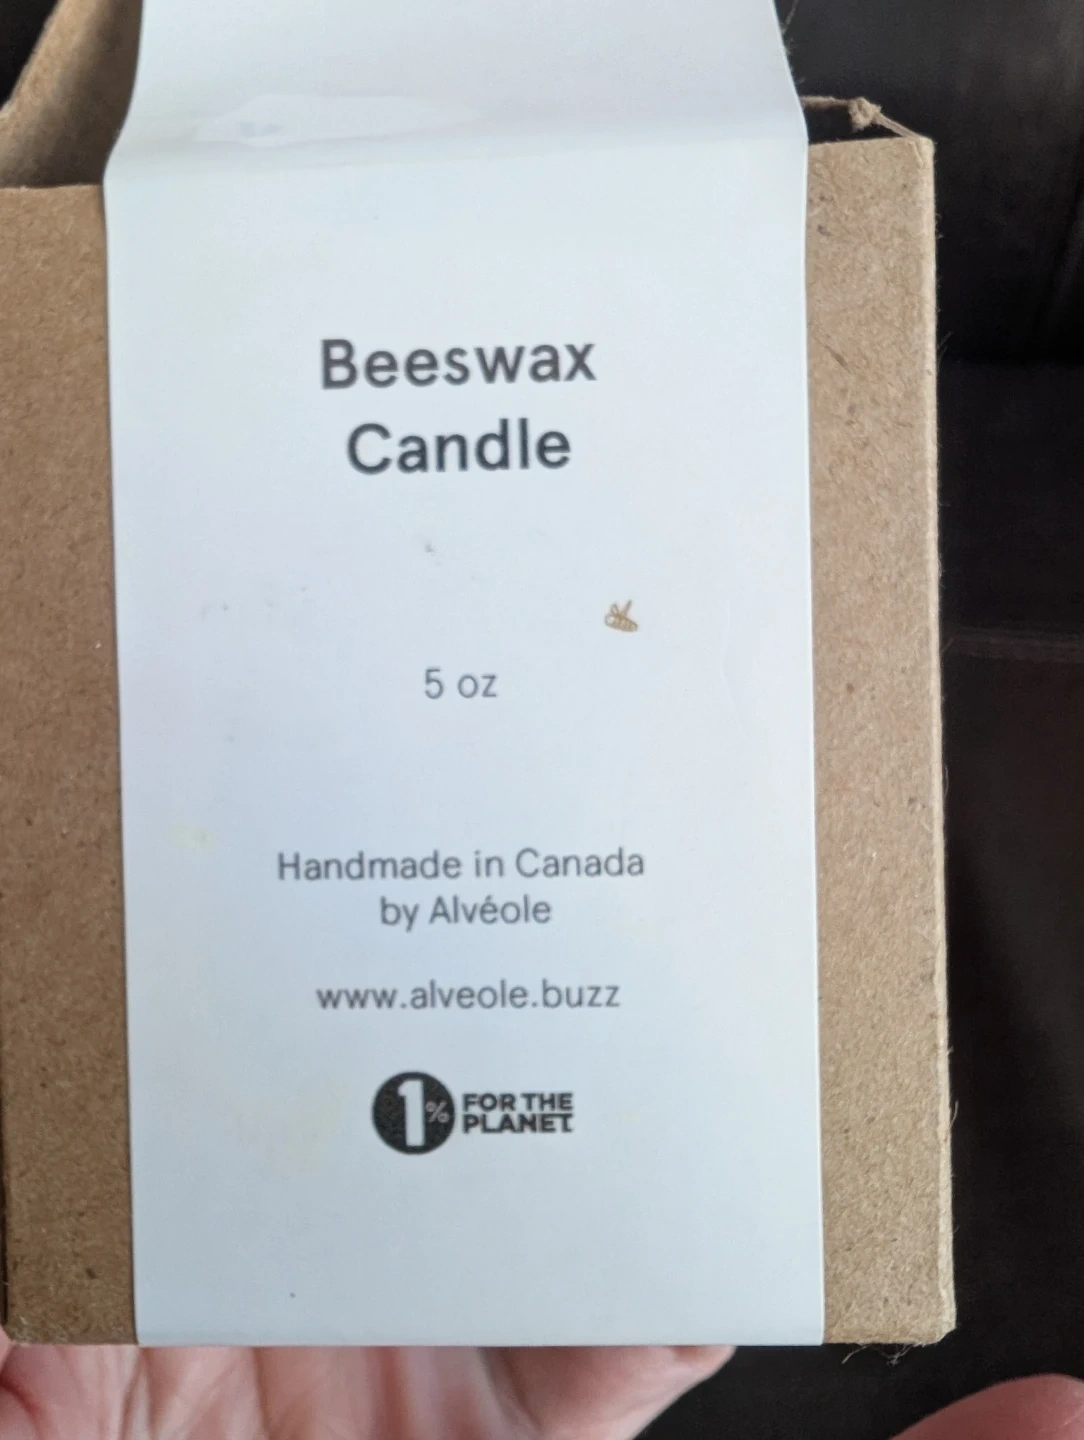 Beeswax
Candle
5 oz
Handmade in Canada
by Alvéole
www.alveole.buzz
1% FOR THE
PLANET